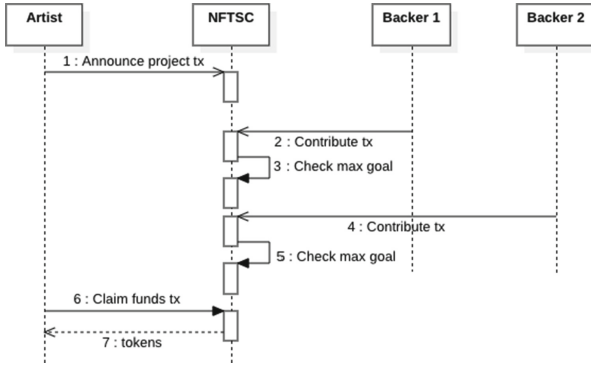 Artist
NFTSC
Backer 1
Backer 2
1 : Announce project tx
2 : Contribute tx
3 : Check max goal
4 : Contribute tx
5 : Check max goal
6 : Claim funds tx
7 : tokens